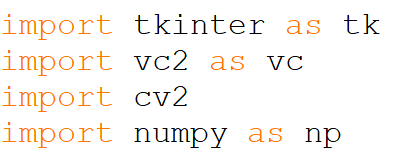 import tkinter as tk
import vc2 as vc
import cv2
import numpy as np